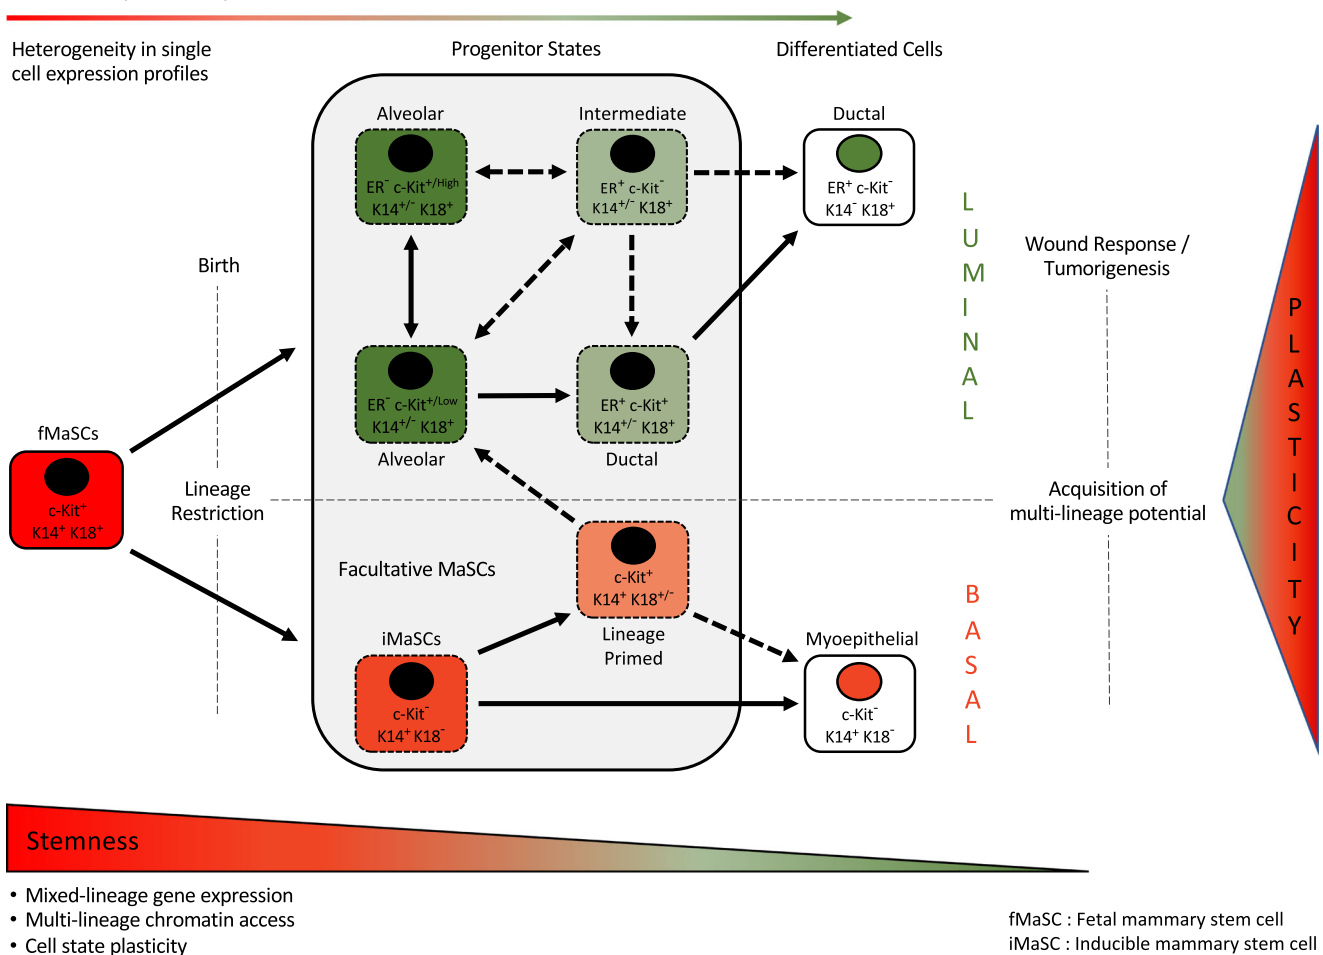 Heterogeneity in single
cell expression profiles
Progenitor States
Differentiated Cells
Alveolar
ER⁻ c-Kit⁺/High
K14⁺/⁻ K18⁺
Intermediate
ER⁺ c-Kit⁻
K14⁺/⁻ K18⁺
Ductal
ER⁺ c-Kit⁻
K14⁻ K18⁺
LUMINAL
Birth
Wound Response /
Tumorigenesis
ER⁻ c-Kit⁺/Low
K14⁺/⁻ K18⁺
Alveolar
ER⁺ c-Kit⁺
K14⁺/⁻ K18⁺
Ductal
fMaSCs
c-Kit⁺
K14⁺ K18⁺
Lineage
Restriction
Acquisition of
multi-lineage potential
PLASTICITY
Facultative MaSCs
c-Kit⁺
K14⁺ K18⁺/⁻
Lineage
Primed
iMaSCs
c-Kit⁻
K14⁺ K18⁻
Myoepithelial
c-Kit⁻
K14⁺ K18⁻
BASAL
Stemness
• Mixed-lineage gene expression
• Multi-lineage chromatin access
• Cell state plasticity
fMaSC : Fetal mammary stem cell
iMaSC : Inducible mammary stem cell